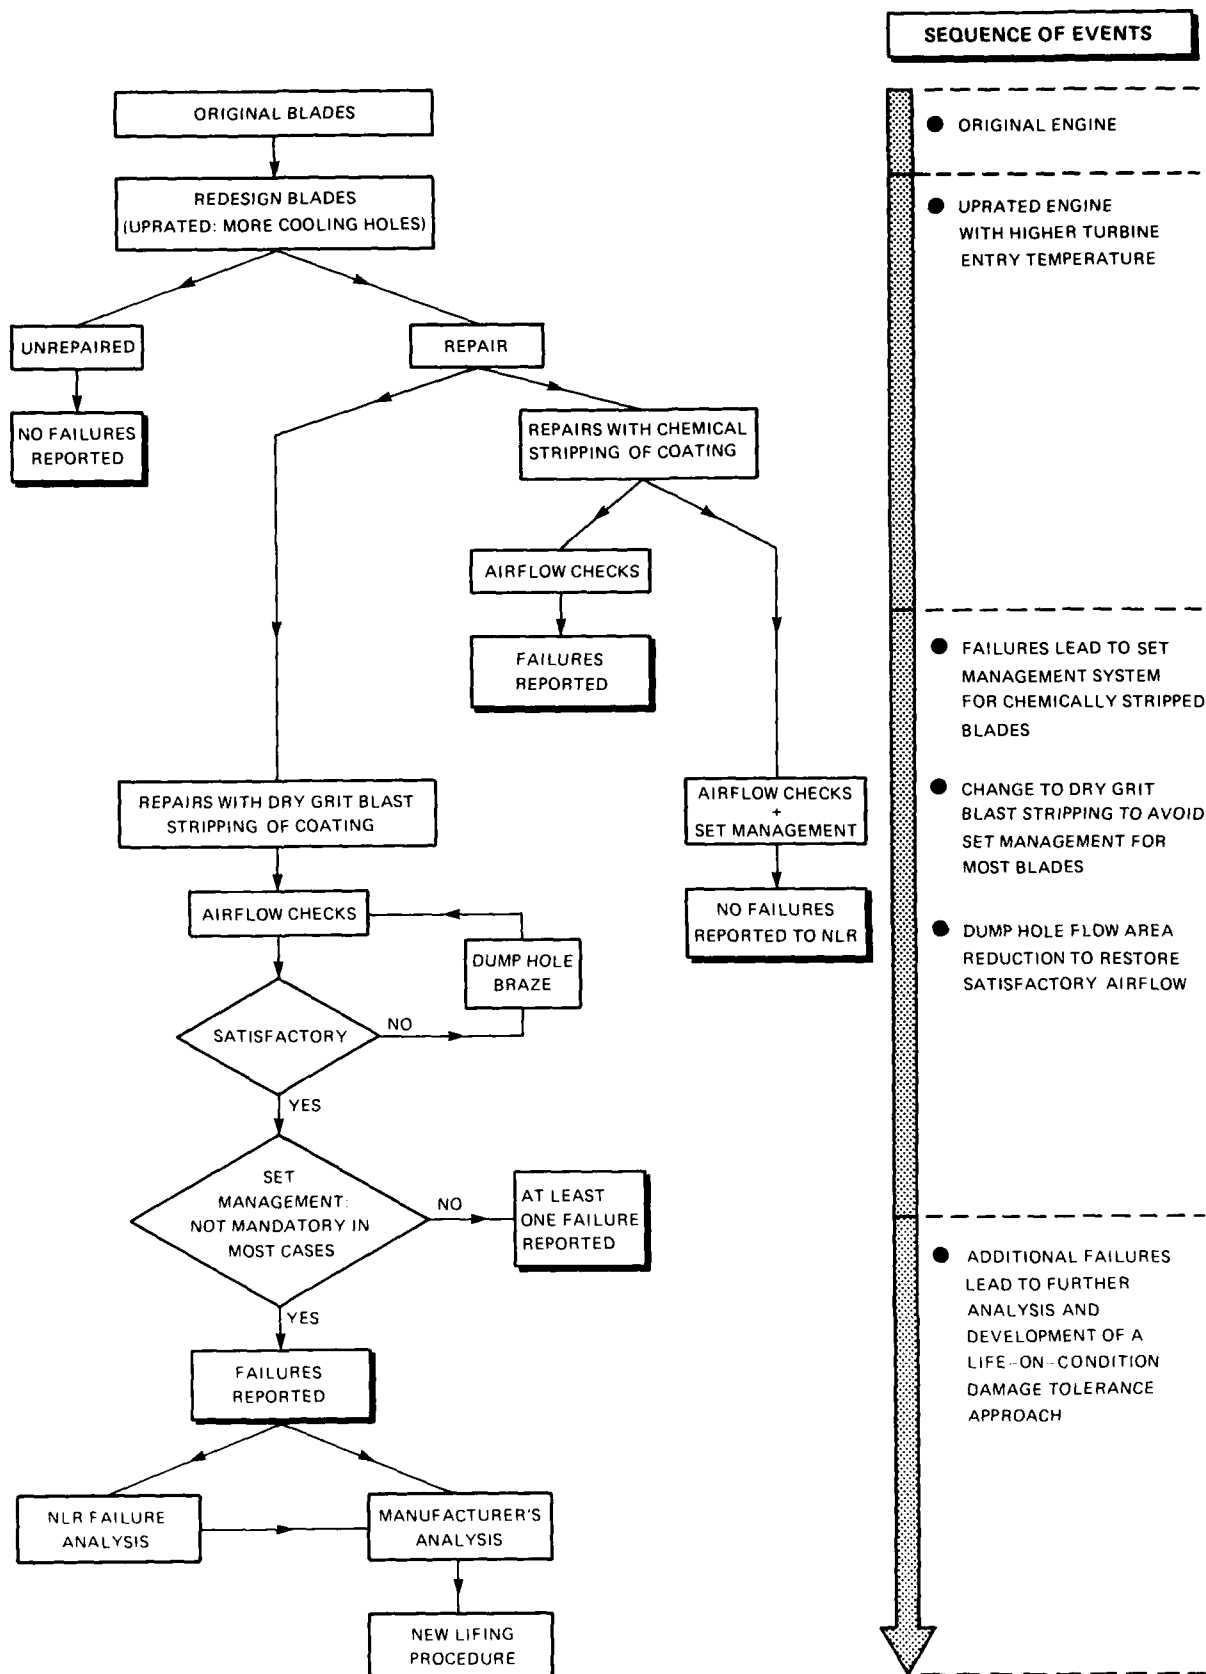 SEQUENCE OF EVENTS
ORIGINAL BLADES
REDESIGN BLADES
(UPRATED: MORE COOLING HOLES)
UNREPAIRED
REPAIR
NO FAILURES
REPORTED
REPAIRS WITH CHEMICAL
STRIPPING OF COATING
AIRFLOW CHECKS
FAILURES
REPORTED
REPAIRS WITH DRY GRIT BLAST
STRIPPING OF COATING
AIRFLOW CHECKS
+
SET MANAGEMENT
AIRFLOW CHECKS
NO FAILURES
REPORTED TO NLR
DUMP HOLE
BRAZE
SATISFACTORY
NO
YES
SET
MANAGEMENT:
NOT MANDATORY IN
MOST CASES
NO
AT LEAST
ONE FAILURE
REPORTED
YES
FAILURES
REPORTED
NLR FAILURE
ANALYSIS
MANUFACTURER'S
ANALYSIS
NEW LIFING
PROCEDURE
● ORIGINAL ENGINE
● UPRATED ENGINE
WITH HIGHER TURBINE
ENTRY TEMPERATURE
● FAILURES LEAD TO SET
MANAGEMENT SYSTEM
FOR CHEMICALLY STRIPPED
BLADES
● CHANGE TO DRY GRIT
BLAST STRIPPING TO AVOID
SET MANAGEMENT FOR
MOST BLADES
● DUMP HOLE FLOW AREA
REDUCTION TO RESTORE
SATISFACTORY AIRFLOW
● ADDITIONAL FAILURES
LEAD TO FURTHER
ANALYSIS AND
DEVELOPMENT OF A
LIFE-ON-CONDITION
DAMAGE TOLERANCE
APPROACH